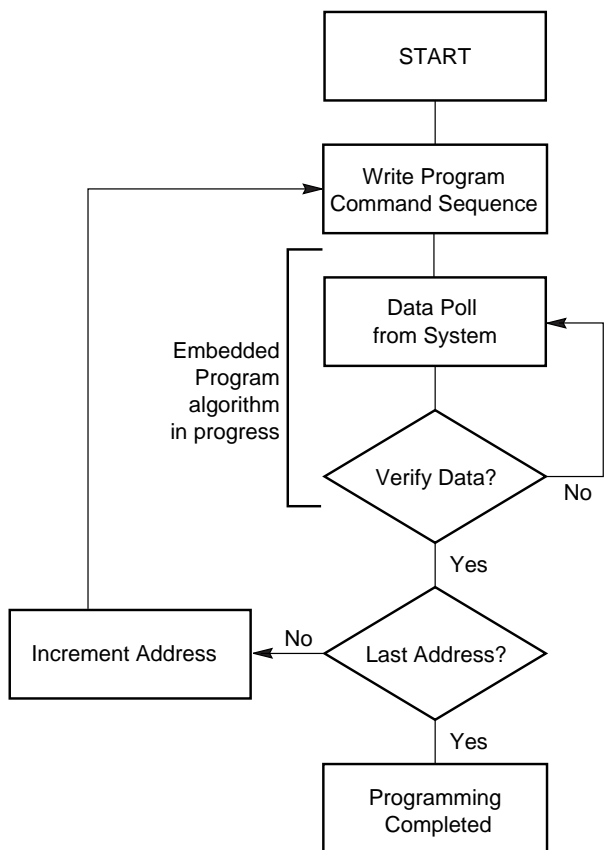 START
Write Program
Command Sequence
Data Poll
from System
Embedded
Program
algorithm
in progress
Verify Data?
No
Yes
Increment Address
No
Last Address?
Yes
Programming
Completed